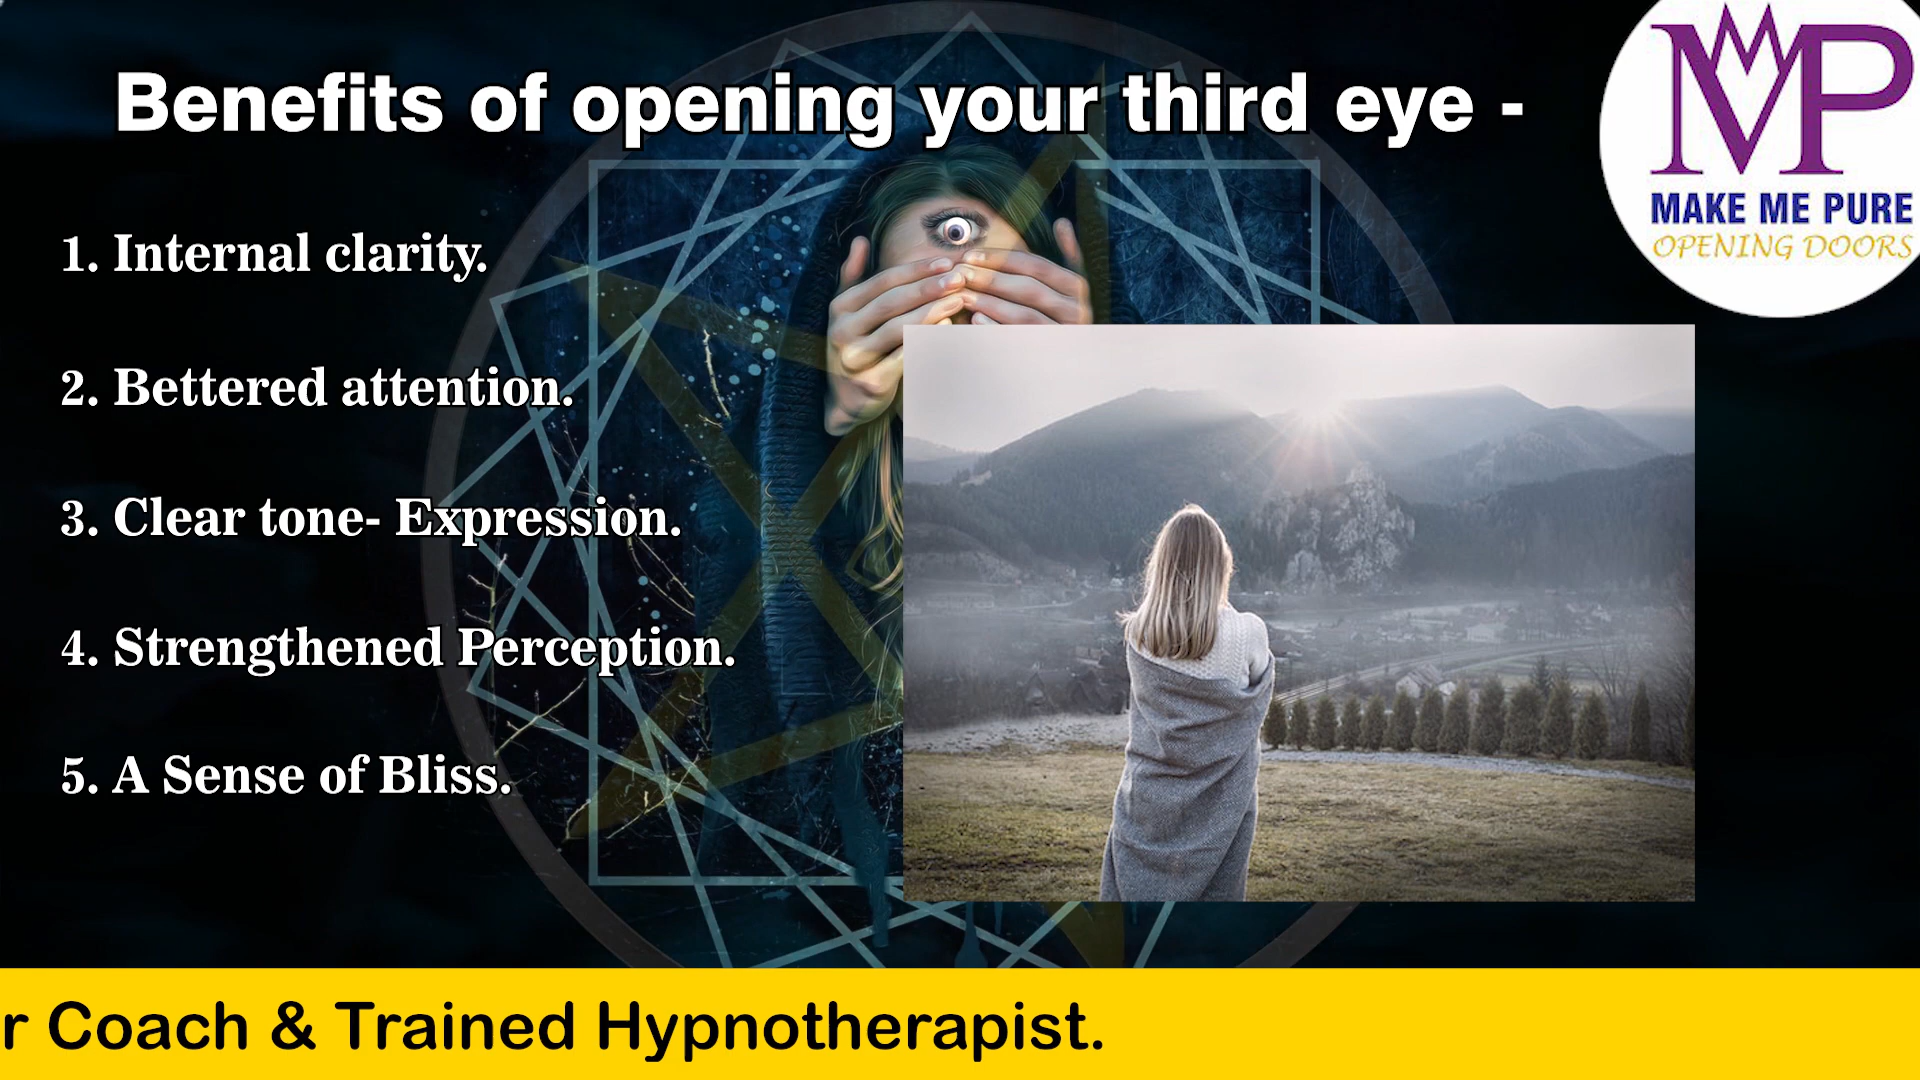 Benefits of opening your third eye -
MP
MAKE ME PURE
OPENING DOORS
1. Internal clarity.
2. Bettered attention.
3. Clear tone- Expression.
4. Strengthened Perception.
5. A Sense of Bliss.
r Coach & Trained Hypnotherapist.